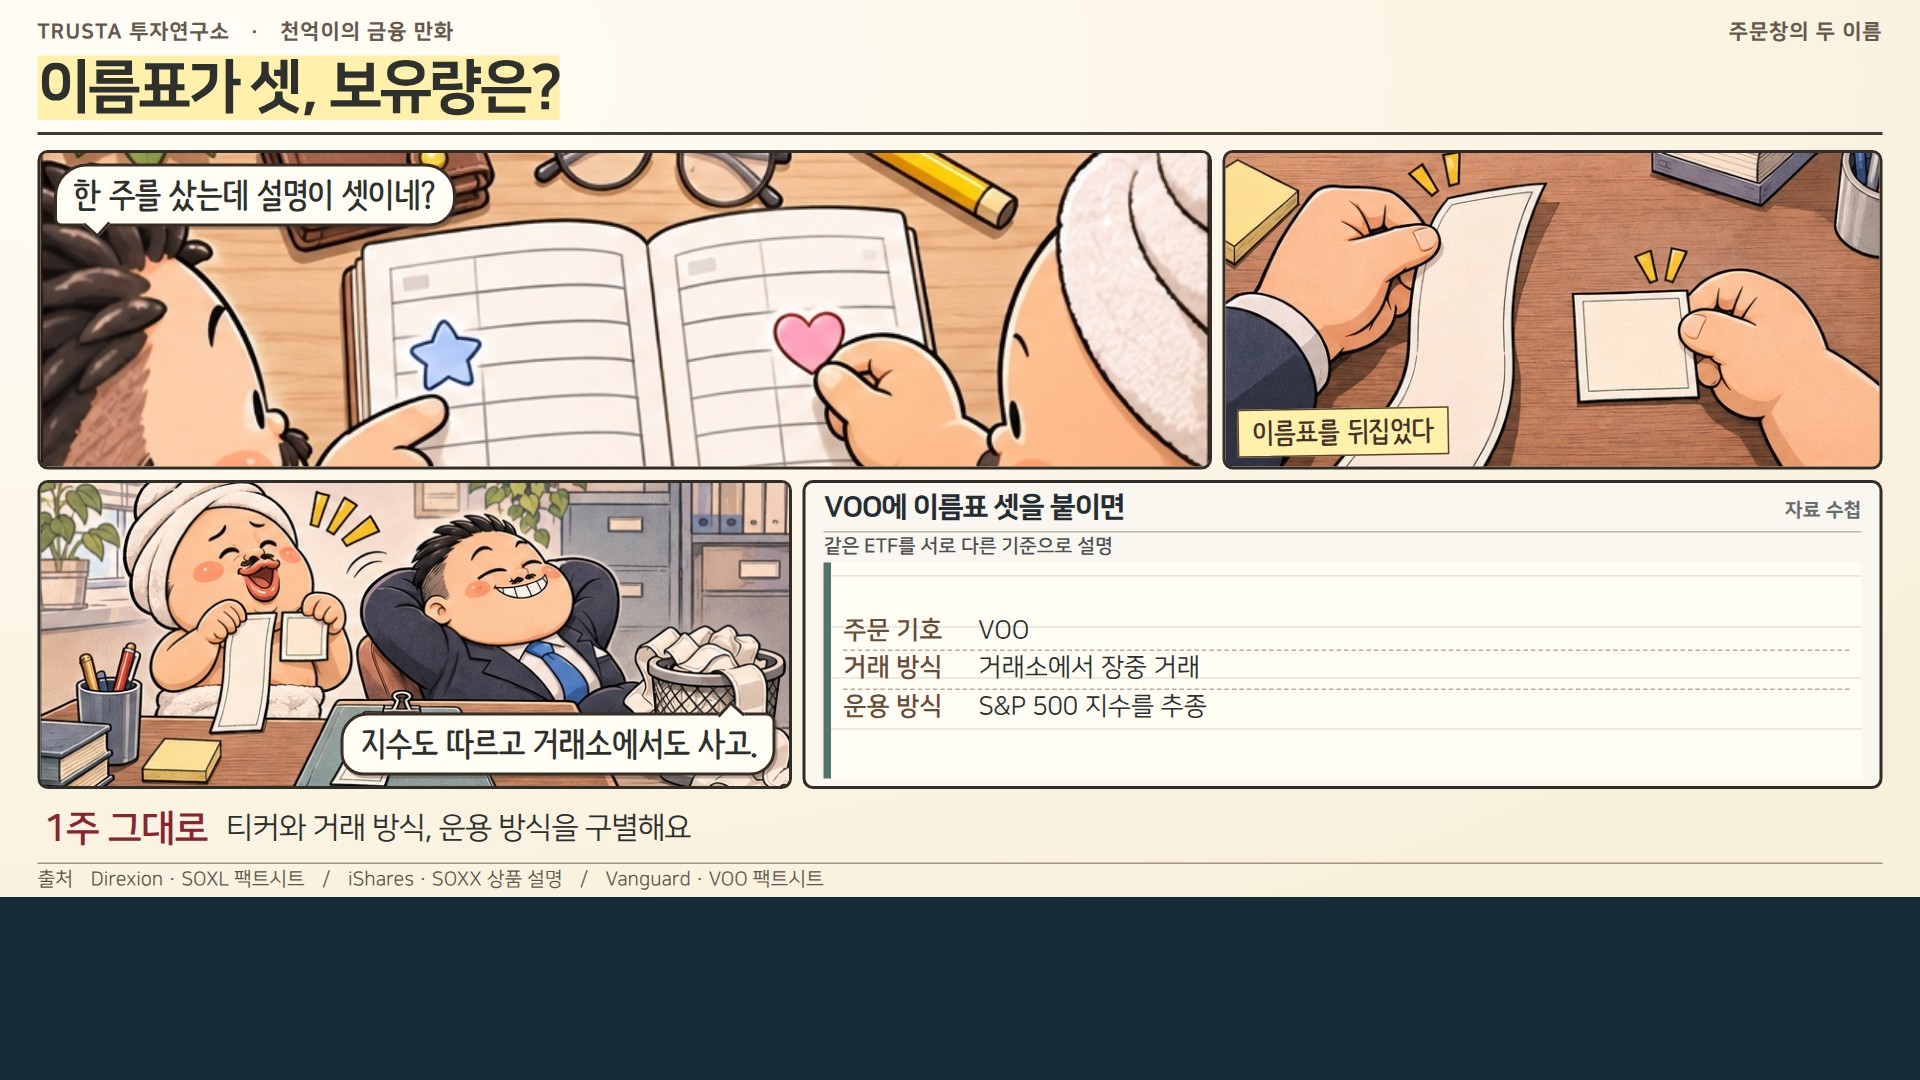 TRUSTA 투자연구소 · 천억이의 금융 만화
주문창의 두 이름
이름표가 셋, 보유량은?
한 주를 샀는데 설명이 셋이네?
이름표를 뒤집었다
지수도 따르고 거래소에서도 사고.
VOO에 이름표 셋을 붙이면
자료 수첩
같은 ETF를 서로 다른 기준으로 설명
주문 기호 VOO
거래 방식 거래소에서 장중 거래
운용 방식 S&P 500 지수를 추종
1주 그대로 티커와 거래 방식, 운용 방식을 구별해요
출처 Direxion · SOXL 팩트시트 / iShares · SOXX 상품 설명 / Vanguard · VOO 팩트시트